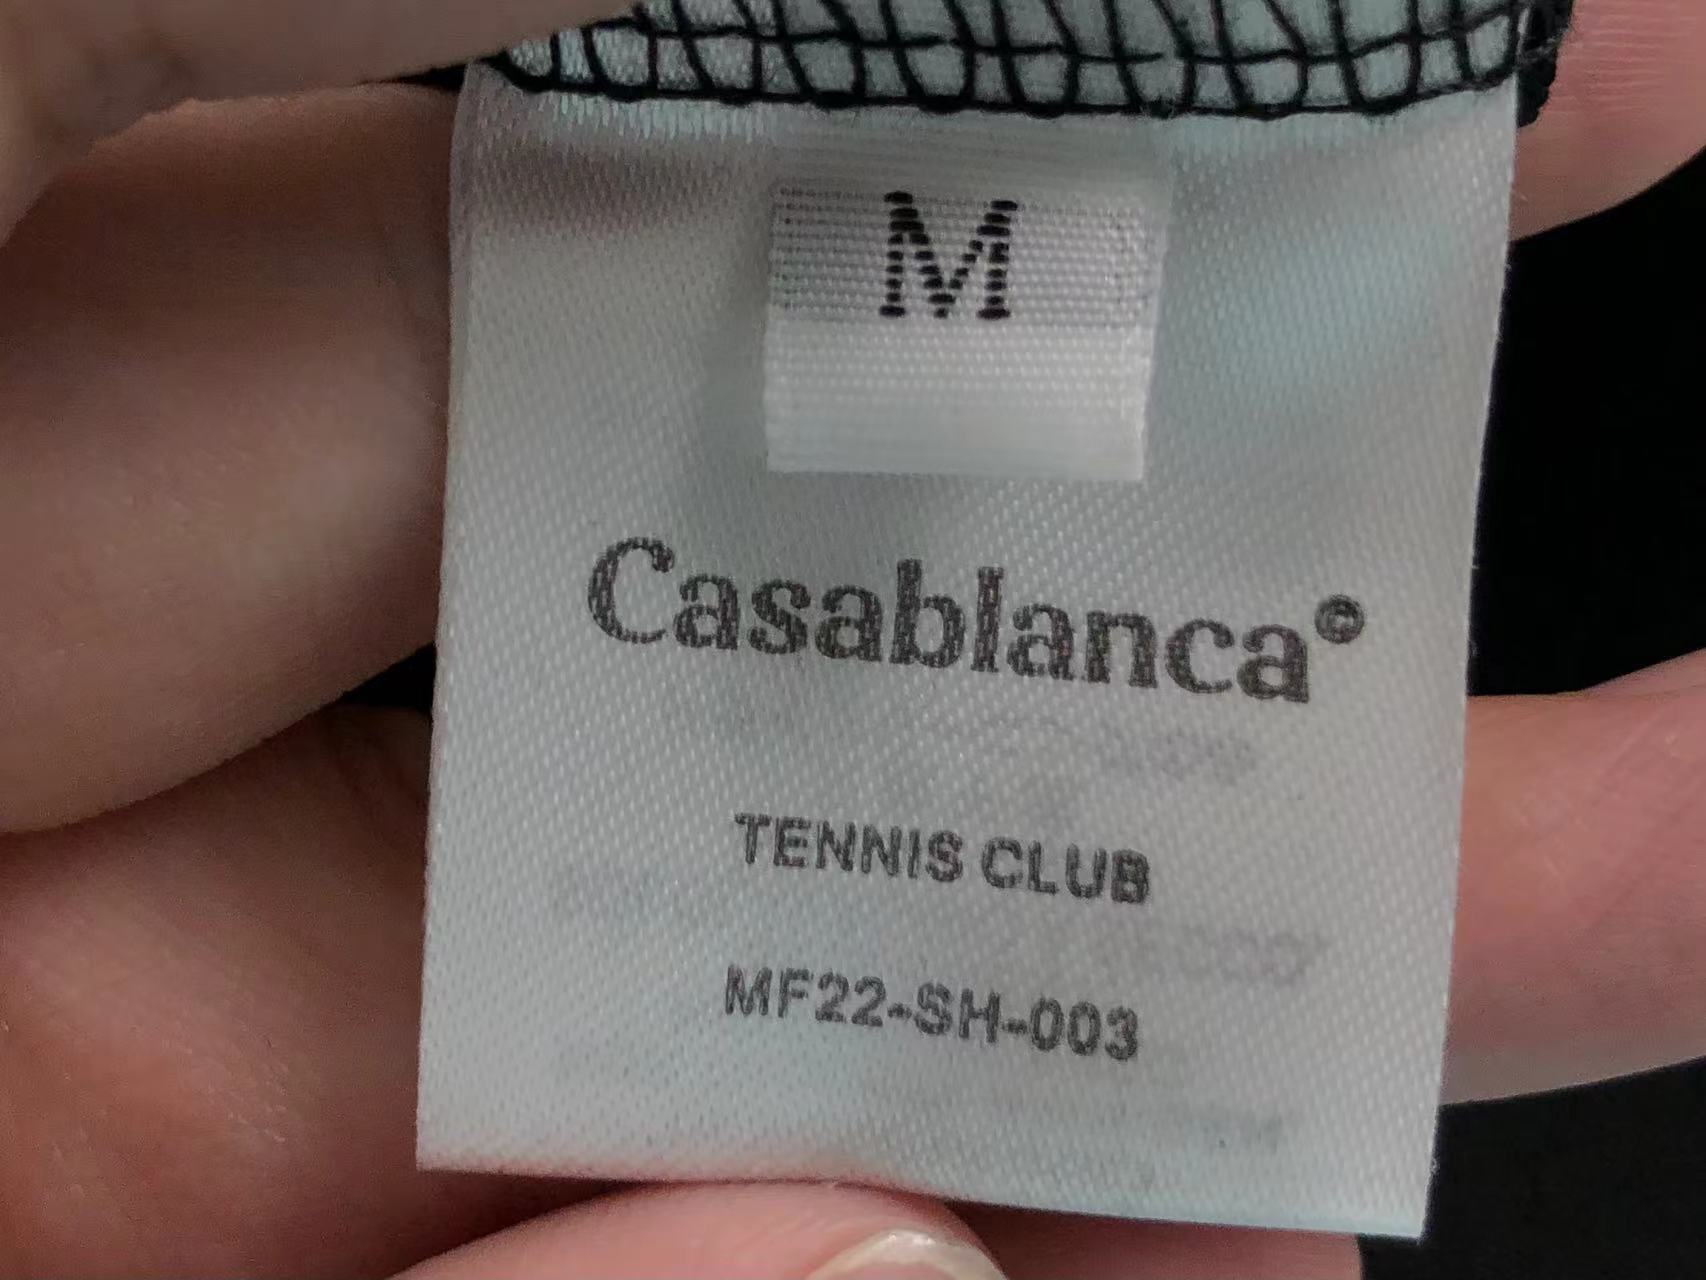 M
Casablanca©
TENNIS CLUB
MF22-SH-003